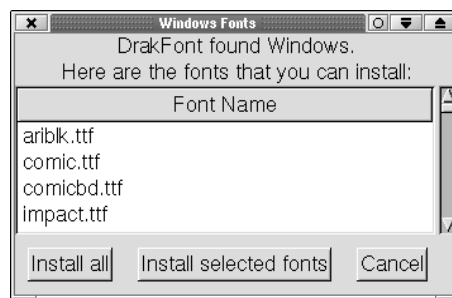 Windows Fonts
DrakFont found Windows.
Here are the fonts that you can install:
Font Name
ariblk.ttf
comic.ttf
comicbd.ttf
impact.ttf
Install all Install selected fonts Cancel